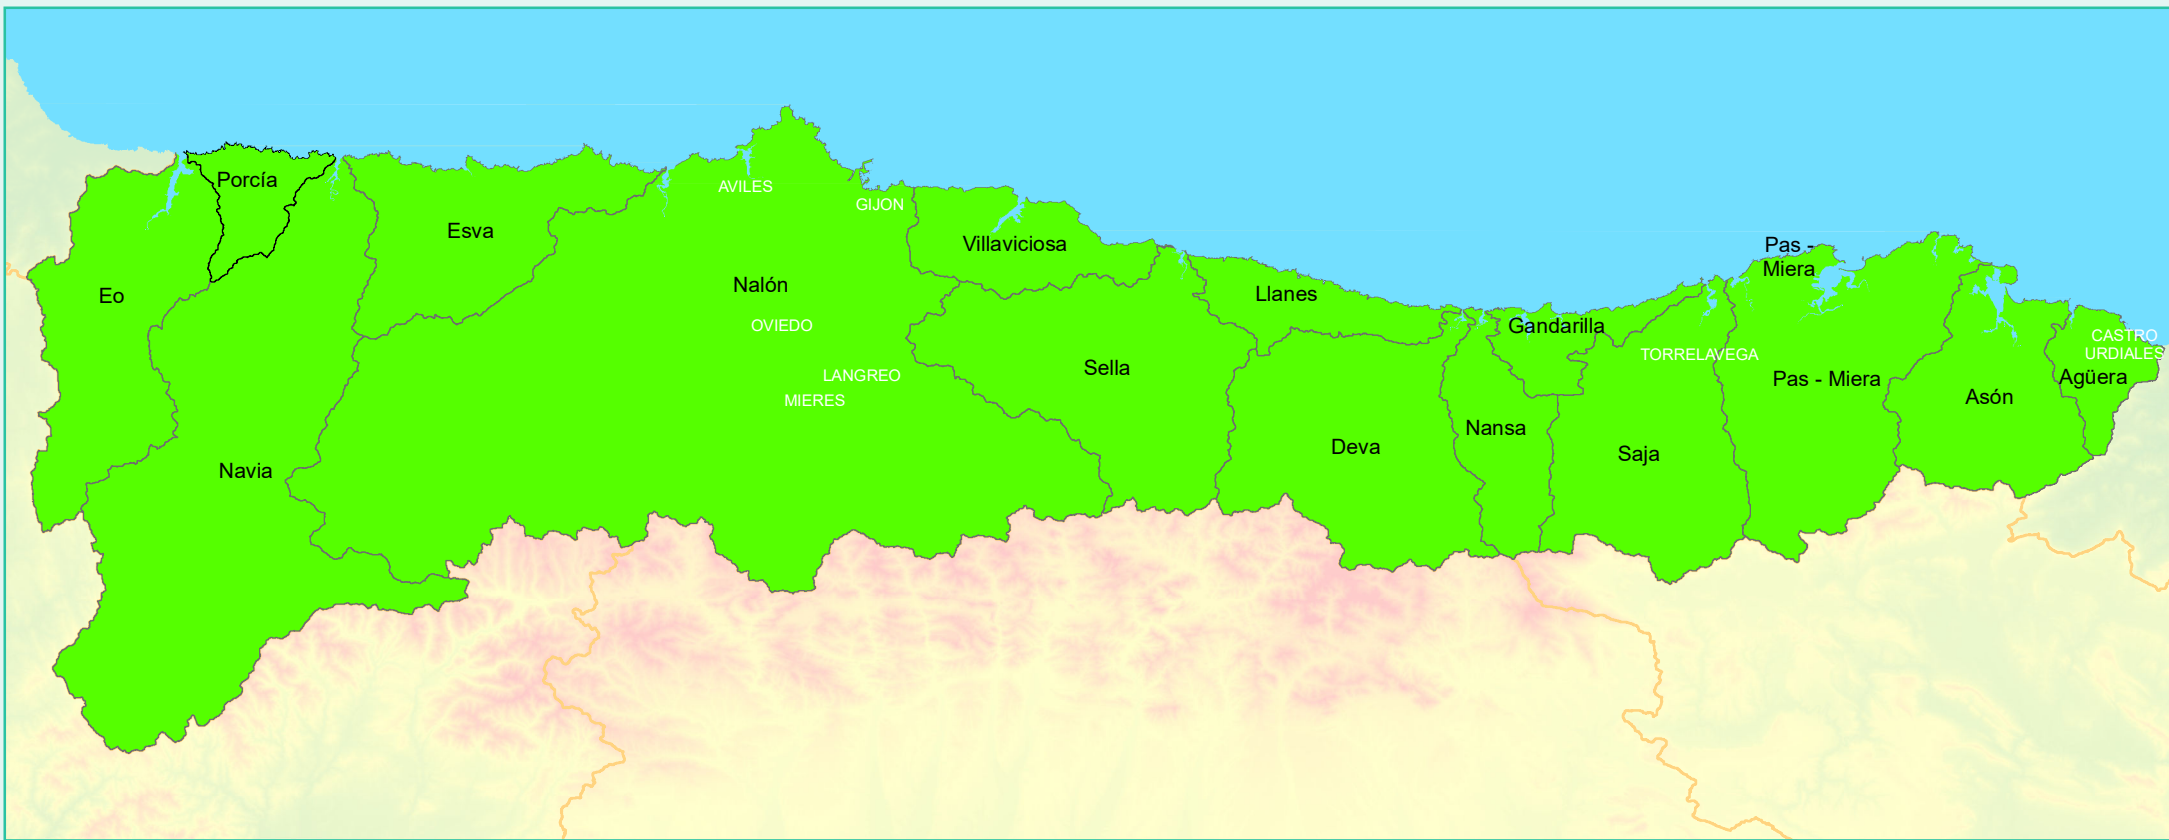 Porcía
AVILES
GIJON
Esva
Villaviciosa
Pas -
Miera
Eo
Nalón
Llanes
OVIEDO
Gandarilla
CASTRO
URDIALES
TORRELAVEGA
Sella
LANGREO
Pas - Miera
Agüera
MIERES
Asón
Nansa
Deva
Saja
Navia